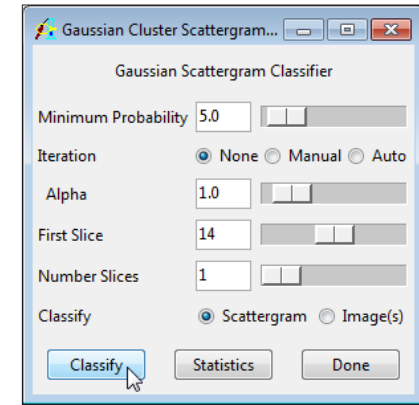 Gaussian Cluster Scattergram...
Gaussian Scattergram Classifier
Minimum Probability 5.0
Iteration None Manual Auto
Alpha 1.0
First Slice 14
Number Slices 1
Classify Scattergram Image(s)
Classify Statistics Done